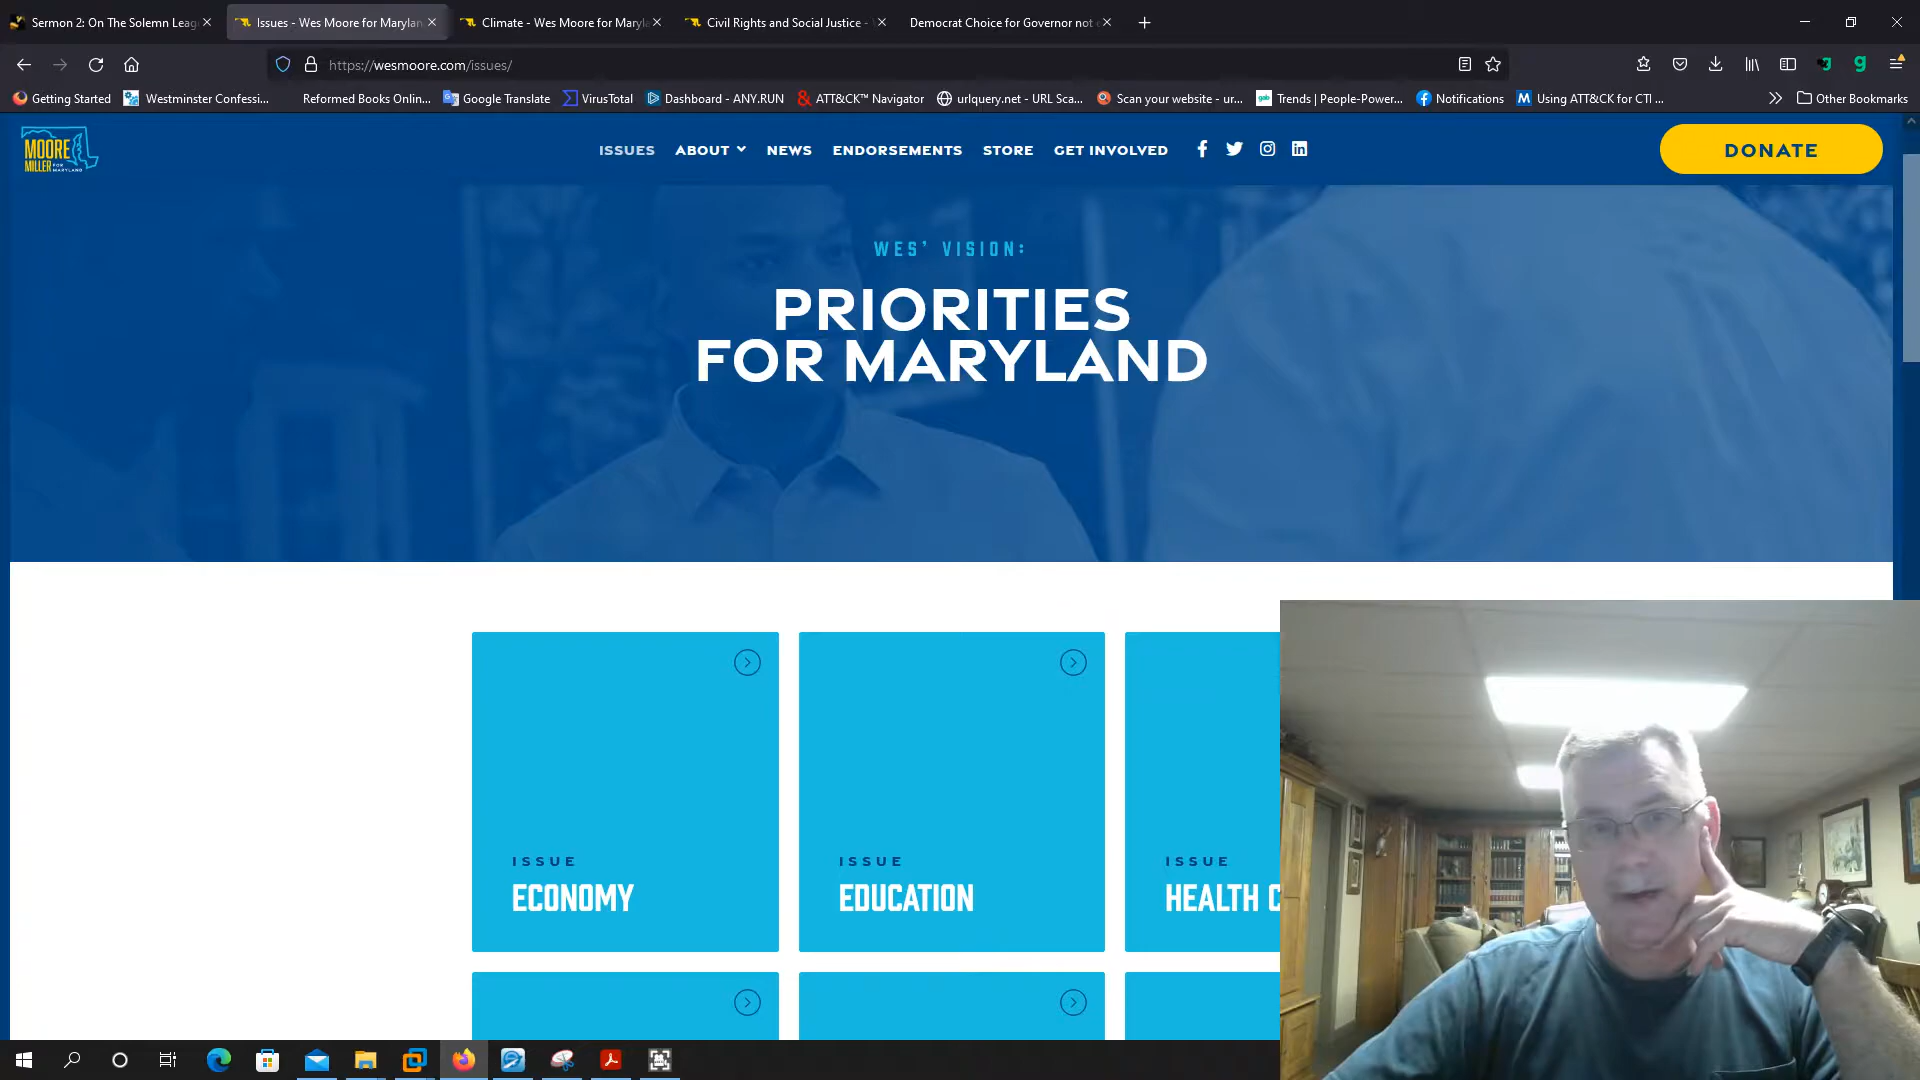 Sermon 2: On The Solemn Leag
Issues - Wes Moore for Marylan
Climate - Wes Moore for Maryla
Civil Rights and Social Justice -
Democrat Choice for Governor not
https://wesmoore.com/issues/
Getting Started
Westminster Confessi...
Reformed Books Onlin...
Google Translate
VirusTotal
Dashboard - ANY.RUN
ATT&CK™ Navigator
urlquery.net - URL Sca...
Scan your website - ur...
Trends | People-Power...
Notifications
Using ATT&CK for CTI ...
Other Bookmarks
MOORE
MILLER FOR MARYLAND
ISSUES
ABOUT
NEWS
ENDORSEMENTS
STORE
GET INVOLVED
DONATE
WES' VISION:
PRIORITIES
FOR MARYLAND
ISSUE
ECONOMY
ISSUE
EDUCATION
ISSUE
HEALTH C